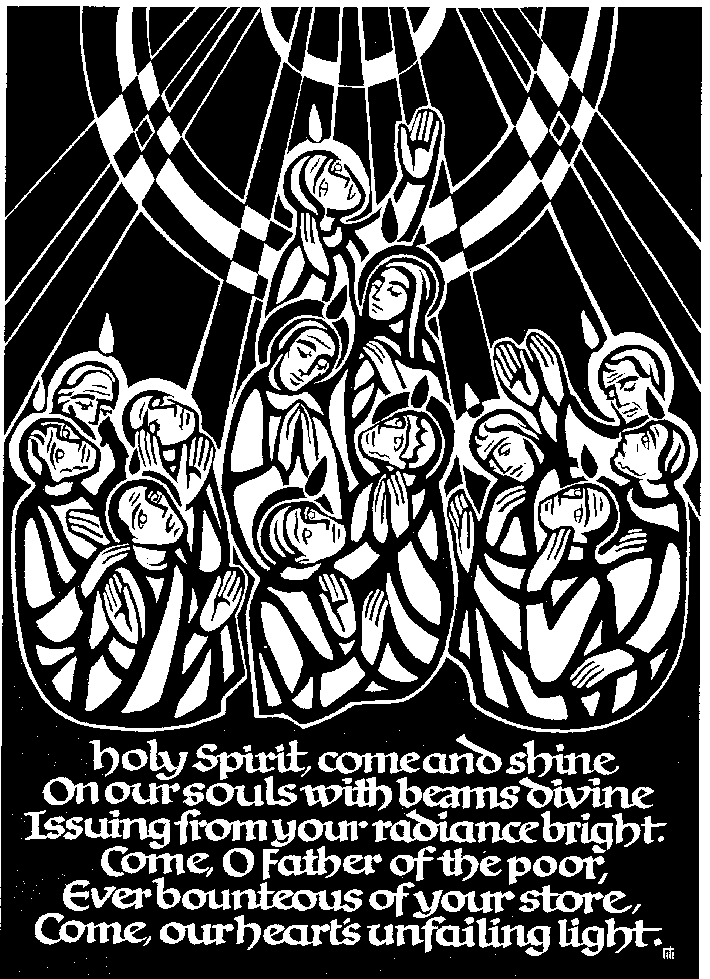 holy Spirit, come and shine
On our souls with beams divine
Issuing from your radiance bright.
Come, O Father of the poor,
Ever bounteous of your store,
Come, our heart's unfailing light.